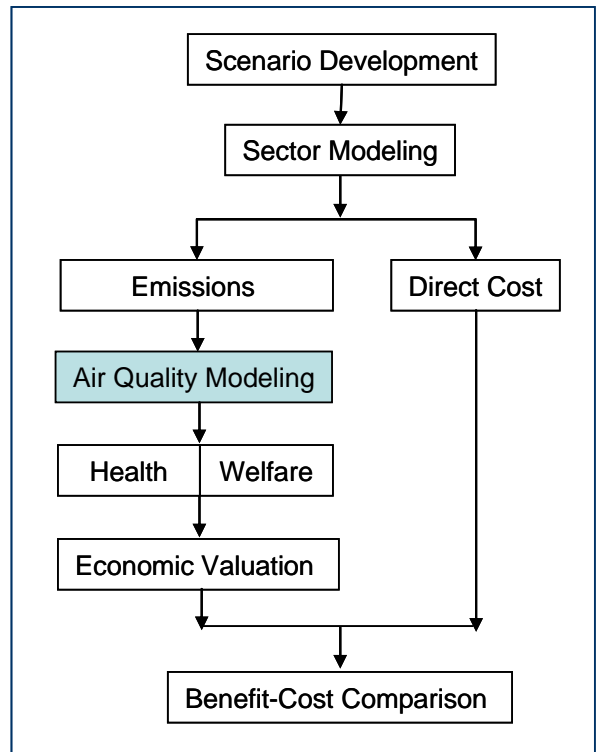 Scenario Development
Sector Modeling
Emissions
Direct Cost
Air Quality Modeling
Health
Welfare
Economic Valuation
Benefit-Cost Comparison